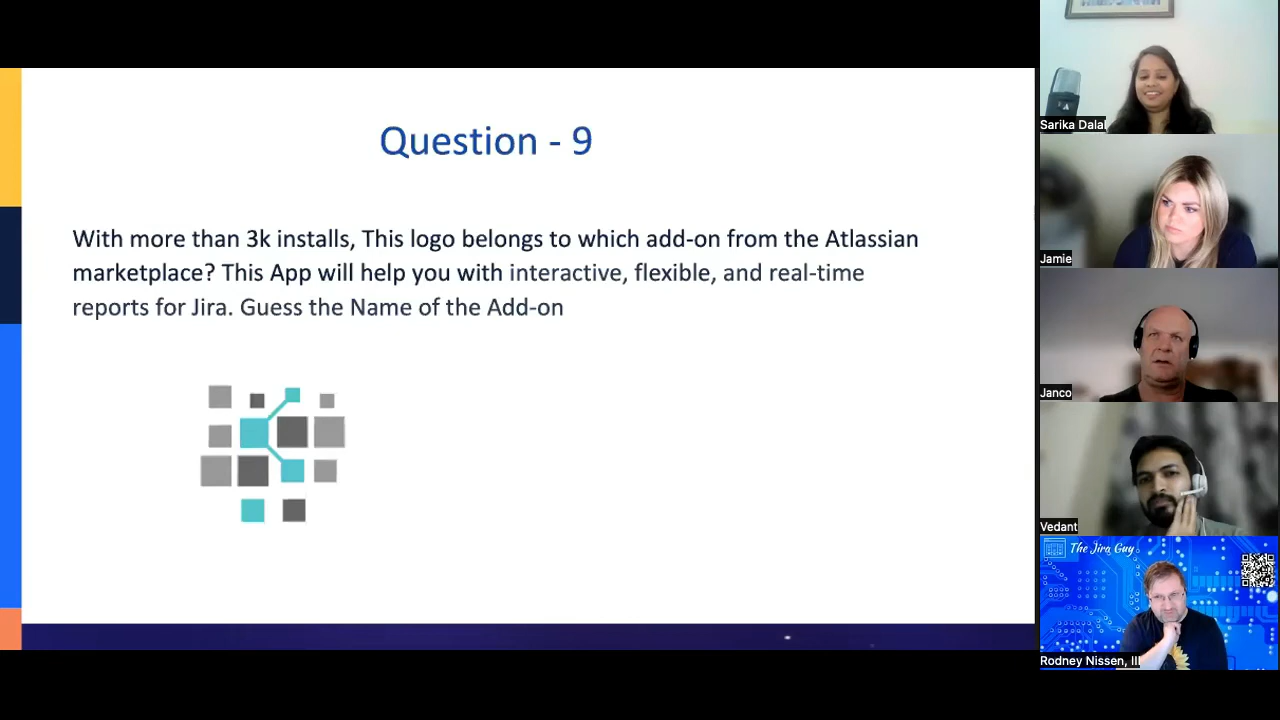 Question - 9
With more than 3k installs, This logo belongs to which add-on from the Atlassian
marketplace? This App will help you with interactive, flexible, and real-time
reports for Jira. Guess the Name of the Add-on
Sarika Dalal
Jamie
Janco
Vedant
The Jira Guy
Rodney Nissen, III